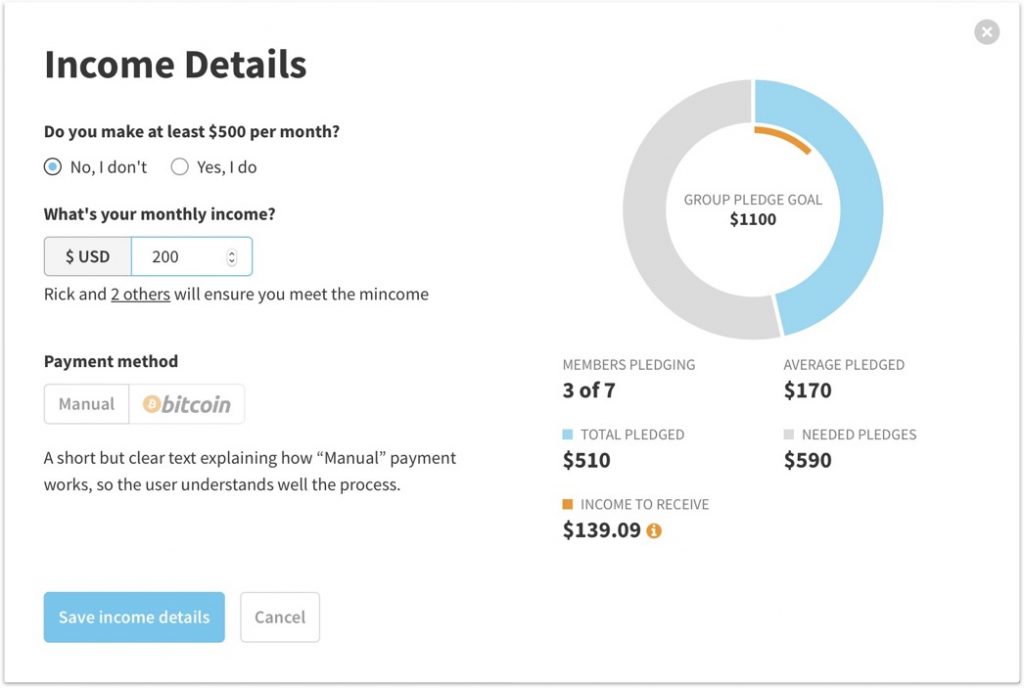 Income Details
Do you make at least $500 per month?
No, I don't Yes, I do
What's your monthly income?
$ USD 200
Rick and 2 others will ensure you meet the mincome
Payment method
Manual bitcoin
A short but clear text explaining how “Manual” payment
works, so the user understands well the process.
Save income details Cancel
GROUP PLEDGE GOAL
$1100
MEMBERS PLEDGING AVERAGE PLEDGED
3 of 7 $170
TOTAL PLEDGED NEEDED PLEDGES
$510 $590
INCOME TO RECEIVE
$139.09